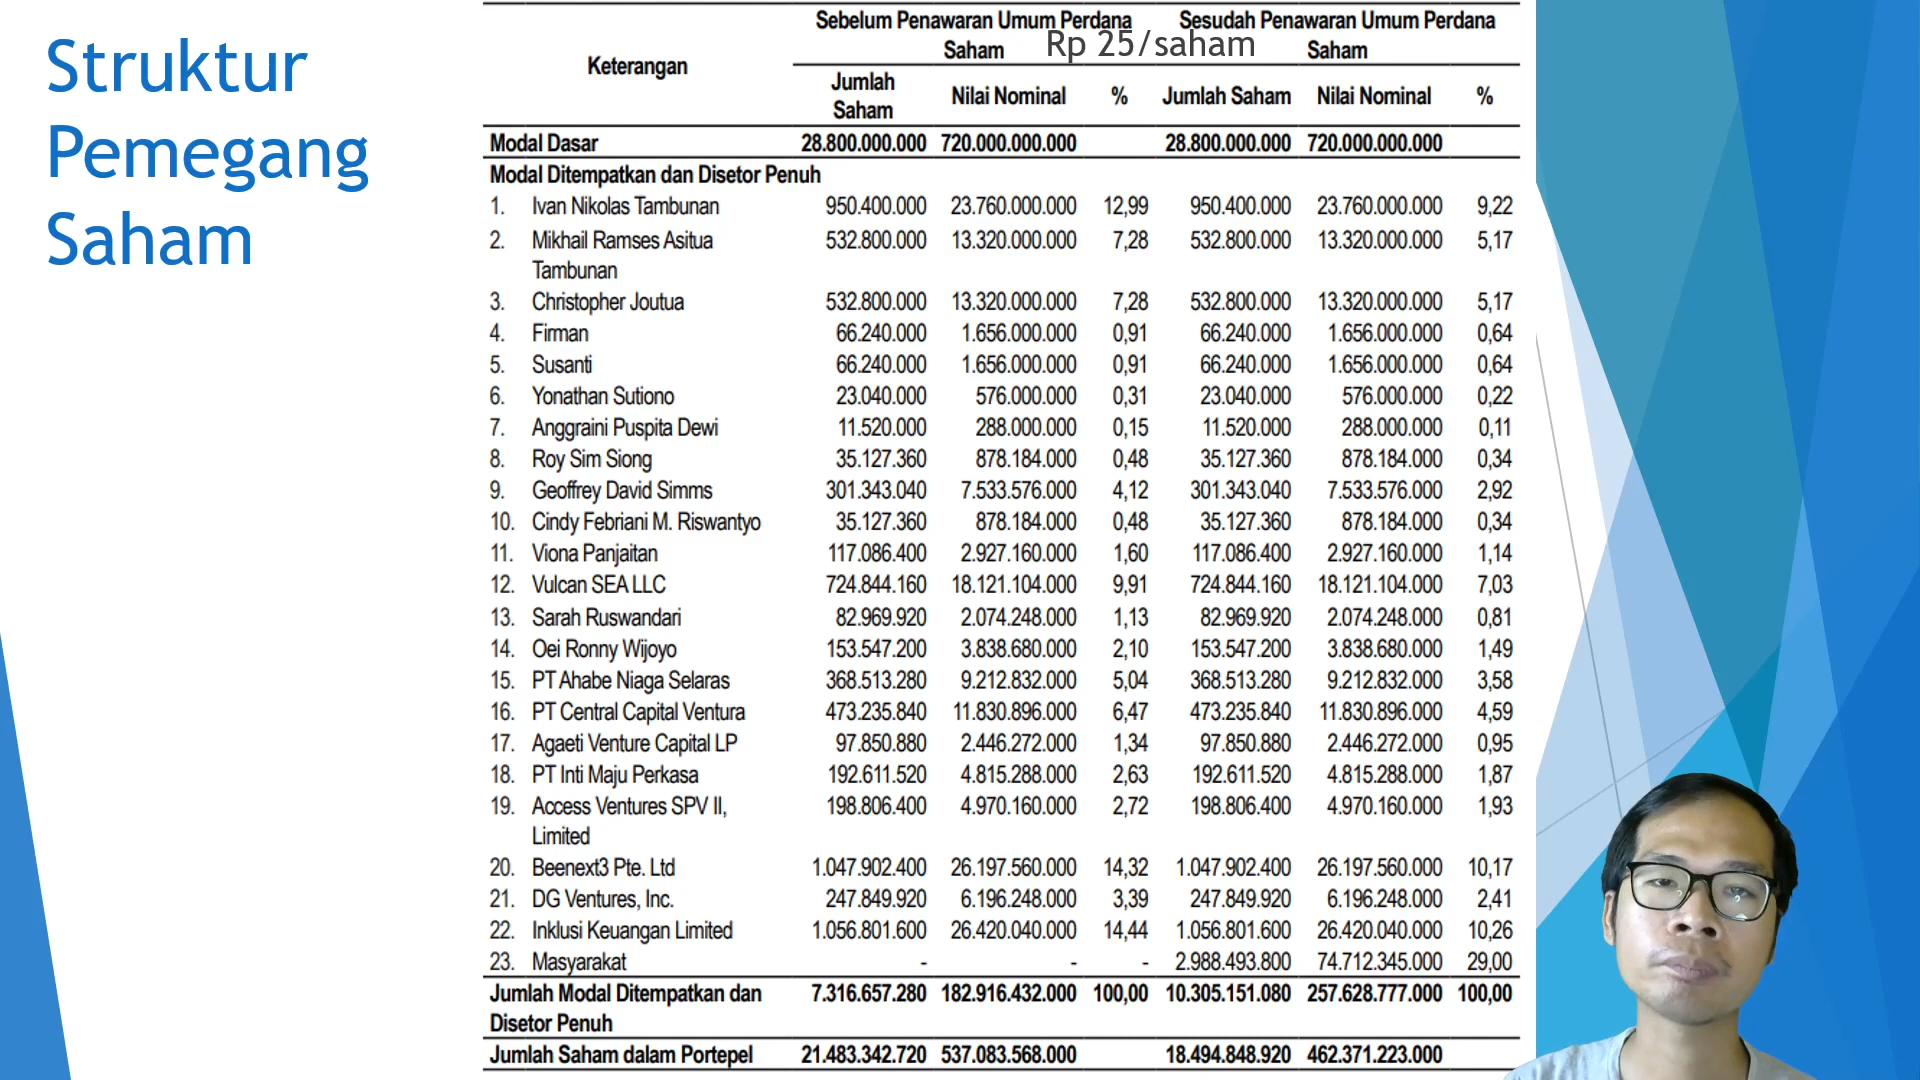 Struktur
Pemegang
Saham
Rp 25/saham
Keterangan
Sebelum Penawaran Umum Perdana
Saham
Sesudah Penawaran Umum Perdana
Saham
Jumlah
Saham
Nilai Nominal % Jumlah Saham Nilai Nominal %
Modal Dasar 28.800.000.000 720.000.000.000 28.800.000.000 720.000.000.000
Modal Ditempatkan dan Disetor Penuh
1. Ivan Nikolas Tambunan 950.400.000 23.760.000.000 12,99 950.400.000 23.760.000.000 9,22
2. Mikhail Ramses Asitua 532.800.000 13.320.000.000 7,28 532.800.000 13.320.000.000 5,17
Tambunan
3. Christopher Joutua 532.800.000 13.320.000.000 7,28 532.800.000 13.320.000.000 5,17
4. Firman 66.240.000 1.656.000.000 0,91 66.240.000 1.656.000.000 0,64
5. Susanti 66.240.000 1.656.000.000 0,91 66.240.000 1.656.000.000 0,64
6. Yonathan Sutiono 23.040.000 576.000.000 0,31 23.040.000 576.000.000 0,22
7. Anggraini Puspita Dewi 11.520.000 288.000.000 0,15 11.520.000 288.000.000 0,11
8. Roy Sim Siong 35.127.360 878.184.000 0,48 35.127.360 878.184.000 0,34
9. Geoffrey David Simms 301.343.040 7.533.576.000 4,12 301.343.040 7.533.576.000 2,92
10. Cindy Febriani M. Riswantyo 35.127.360 878.184.000 0,48 35.127.360 878.184.000 0,34
11. Viona Panjaitan 117.086.400 2.927.160.000 1,60 117.086.400 2.927.160.000 1,14
12. Vulcan SEA LLC 724.844.160 18.121.104.000 9,91 724.844.160 18.121.104.000 7,03
13. Sarah Ruswandari 82.969.920 2.074.248.000 1,13 82.969.920 2.074.248.000 0,81
14. Oei Ronny Wijoyo 153.547.200 3.838.680.000 2,10 153.547.200 3.838.680.000 1,49
15. PT Ahabe Niaga Selaras 368.513.280 9.212.832.000 5,04 368.513.280 9.212.832.000 3,58
16. PT Central Capital Ventura 473.235.840 11.830.896.000 6,47 473.235.840 11.830.896.000 4,59
17. Agaeti Venture Capital LP 97.850.880 2.446.272.000 1,34 97.850.880 2.446.272.000 0,95
18. PT Inti Maju Perkasa 192.611.520 4.815.288.000 2,63 192.611.520 4.815.288.000 1,87
19. Access Ventures SPV II, 198.806.400 4.970.160.000 2,72 198.806.400 4.970.160.000 1,93
Limited
20. Beenext3 Pte. Ltd 1.047.902.400 26.197.560.000 14,32 1.047.902.400 26.197.560.000 10,17
21. DG Ventures, Inc. 247.849.920 6.196.248.000 3,39 247.849.920 6.196.248.000 2,41
22. Inklusi Keuangan Limited 1.056.801.600 26.420.040.000 14,44 1.056.801.600 26.420.040.000 10,26
23. Masyarakat - - - 2.988.493.800 74.712.345.000 29,00
Jumlah Modal Ditempatkan dan 7.316.657.280 182.916.432.000 100,00 10.305.151.080 257.628.777.000 100,00
Disetor Penuh
Jumlah Saham dalam Portepel 21.483.342.720 537.083.568.000 18.494.848.920 462.371.223.000